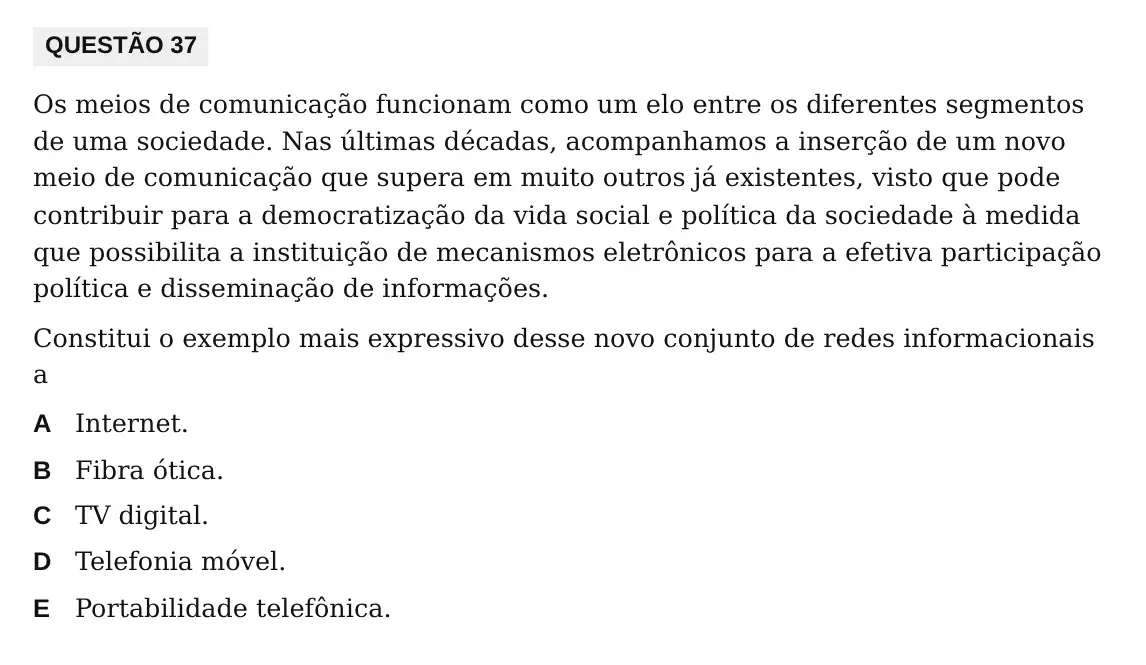 QUESTÃO 37
Os meios de comunicação funcionam como um elo entre os diferentes segmentos
de uma sociedade. Nas últimas décadas, acompanhamos a inserção de um novo
meio de comunicação que supera em muito outros já existentes, visto que pode
contribuir para a democratização da vida social e política da sociedade à medida
que possibilita a instituição de mecanismos eletrônicos para a efetiva participação
política e disseminação de informações.
Constitui o exemplo mais expressivo desse novo conjunto de redes informacionais
a
A Internet.
B Fibra ótica.
C TV digital.
D Telefonia móvel.
E Portabilidade telefônica.